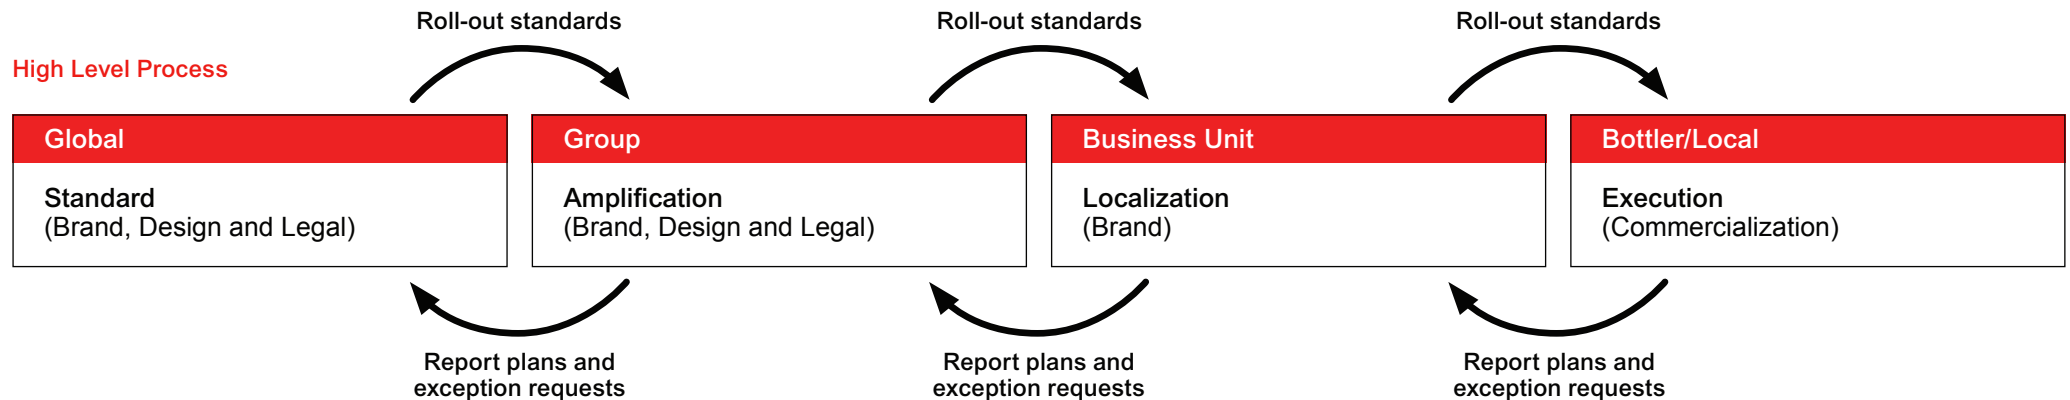 Roll-out standards
Roll-out standards
Roll-out standards
High Level Process
Global
Group
Business Unit
Bottler/Local
Standard
(Brand, Design and Legal)
Amplification
(Brand, Design and Legal)
Localization
(Brand)
Execution
(Commercialization)
Report plans and
exception requests
Report plans and
exception requests
Report plans and
exception requests